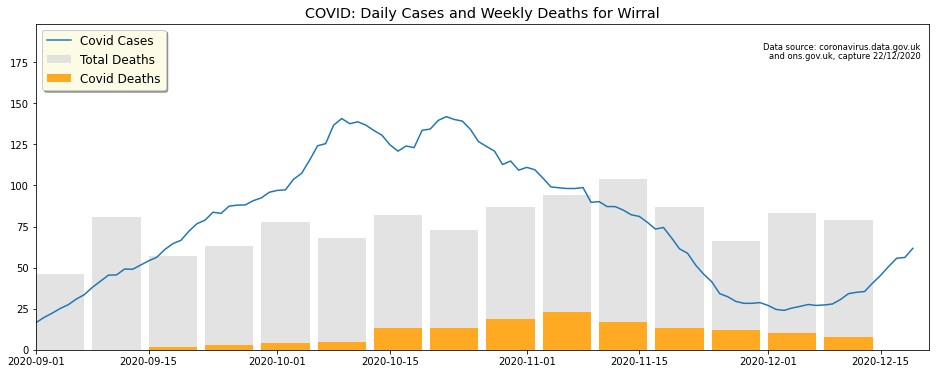 COVID: Daily Cases and Weekly Deaths for Wirral
Covid Cases
Total Deaths
Covid Deaths
Data source: coronavirus.data.gov.uk
and ons.gov.uk, capture 22/12/2020
175
150
125
100
75
50
25
0
2020-09-01 2020-09-15 2020-10-01 2020-10-15 2020-11-01 2020-11-15 2020-12-01 2020-12-15